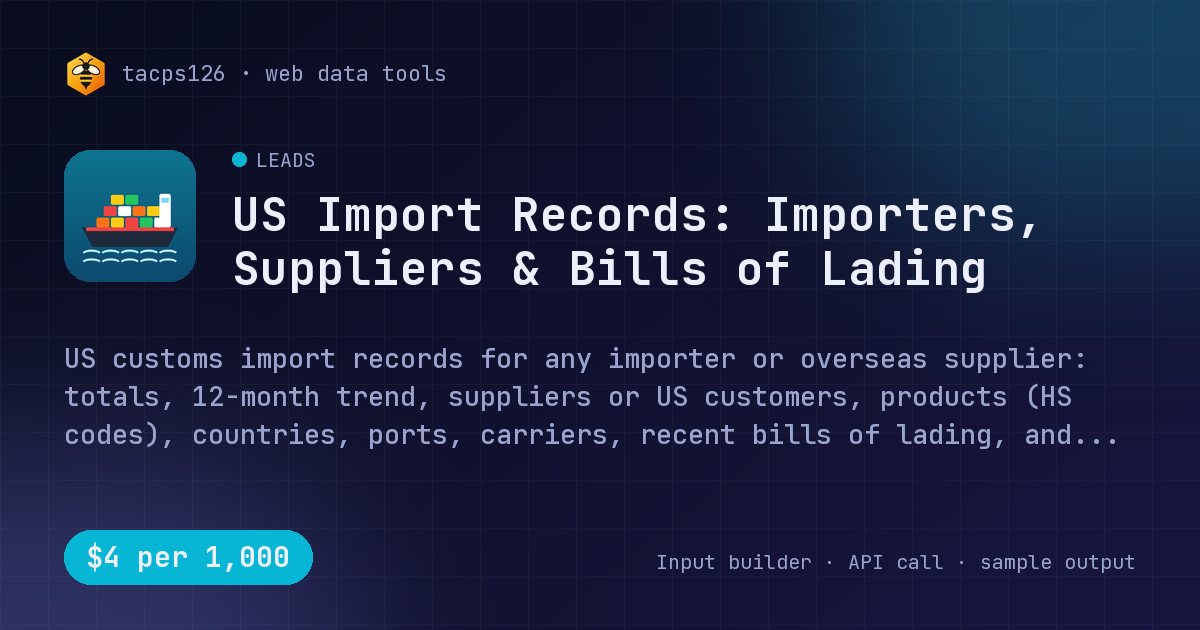 tacps126 · web data tools
LEADS
US Import Records: Importers,
Suppliers & Bills of Lading
US customs import records for any importer or overseas supplier:
totals, 12-month trend, suppliers or US customers, products (HS
codes), countries, ports, carriers, recent bills of lading, and...
$4 per 1,000
Input builder · API call · sample output